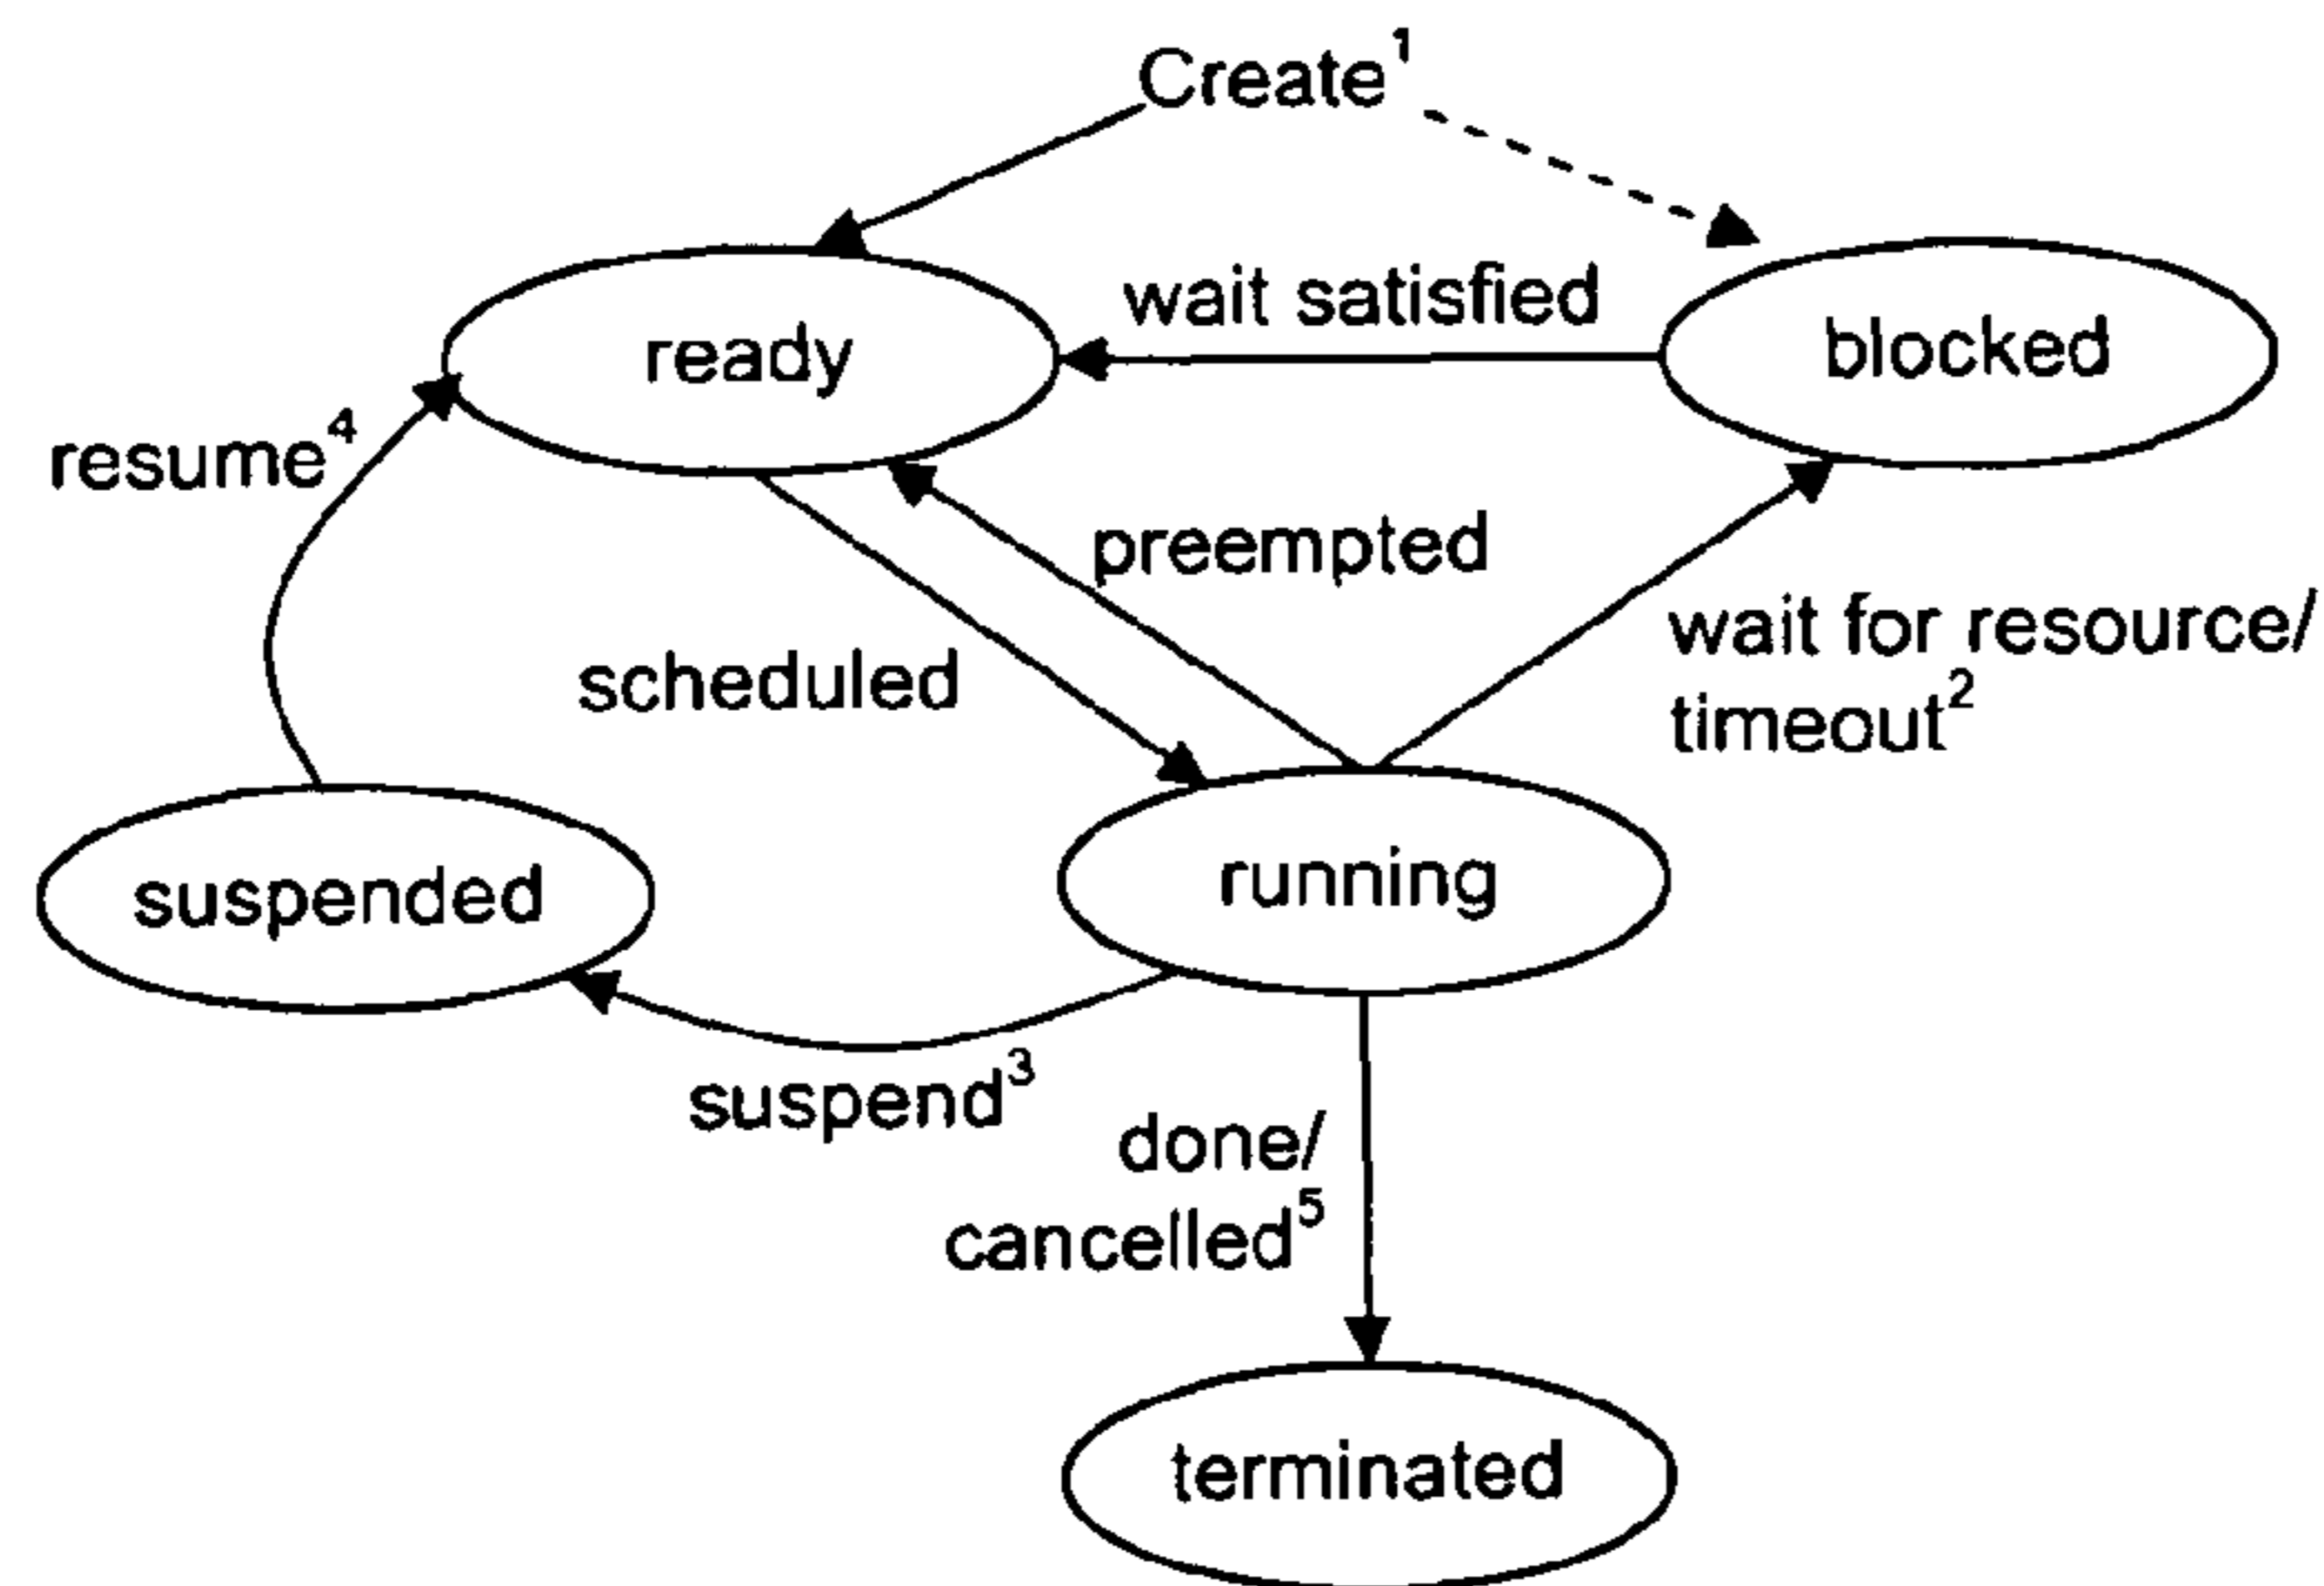 Create¹
wait satisfied
ready
blocked
resume⁴
preempted
wait for resource/
timeout²
scheduled
suspended
running
suspend³
done/
cancelled⁵
terminated